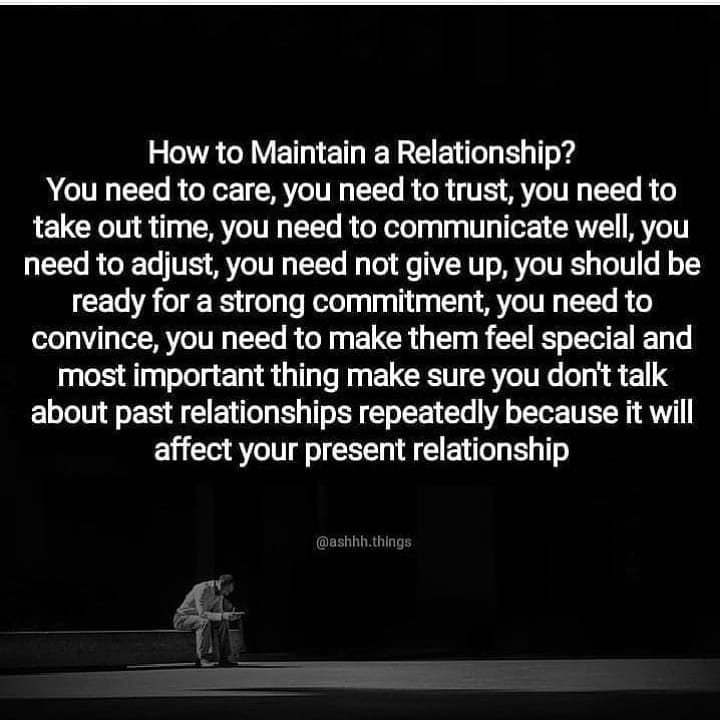 How to Maintain a Relationship?
You need to care, you need to trust, you need to
take out time, you need to communicate well, you
need to adjust, you need not give up, you should be
ready for a strong commitment, you need to
convince, you need to make them feel special and
most important thing make sure you don't talk
about past relationships repeatedly because it will
affect your present relationship
@ashhh.things